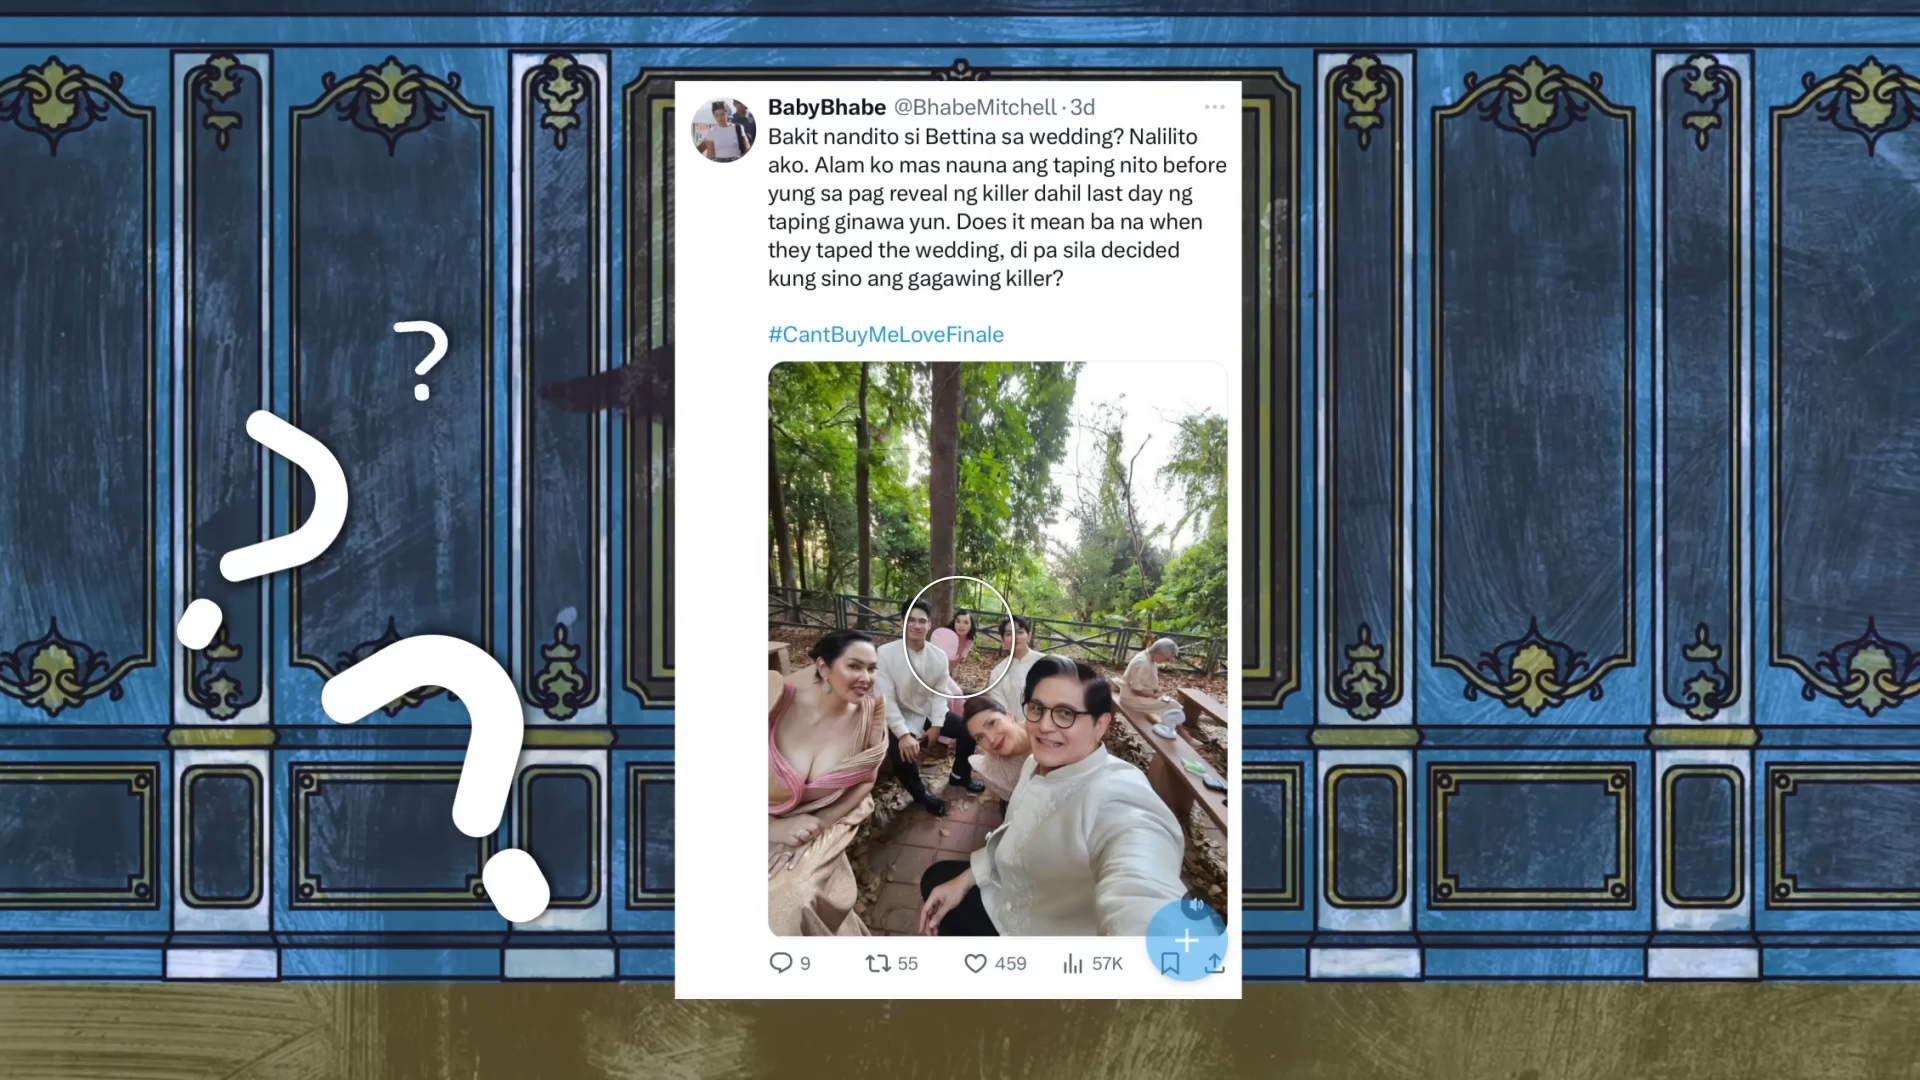 BabyBhabe @BhabeMitchell · 3d
Bakit nandito si Bettina sa wedding? Nalilito
ako. Alam ko mas nauna ang taping nito before
yung sa pag reveal ng killer dahil last day ng
taping ginawa yun. Does it mean ba na when
they taped the wedding, di pa sila decided
kung sino ang gagawing killer?
#CantBuyMeLoveFinale
9 55 459 57K
? ? ?